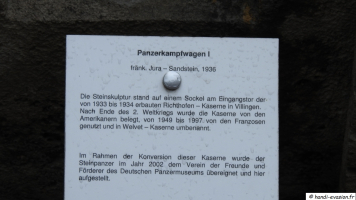 Panzerkampfwagen I
fränk. Jura – Sandstein, 1936
Die Steinskulptur stand auf einem Sockel am Eingangstor der
von 1933 bis 1934 erbauten Richthofen – Kaserne in Villingen.
Nach Ende des 2. Weltkriegs wurde die Kaserne von den
Amerikanern belegt, von 1949 bis 1997 von den Franzosen
genutzt und in Welvet – Kaserne umbenannt.
Im Rahmen der Konversion dieser Kaserne wurde der
Steinpanzer im Jahr 2002 dem Verein der Freunde und
Förderer des Deutschen Panzermuseums übereignet und hier
aufgestellt.
© handi-evasion.fr